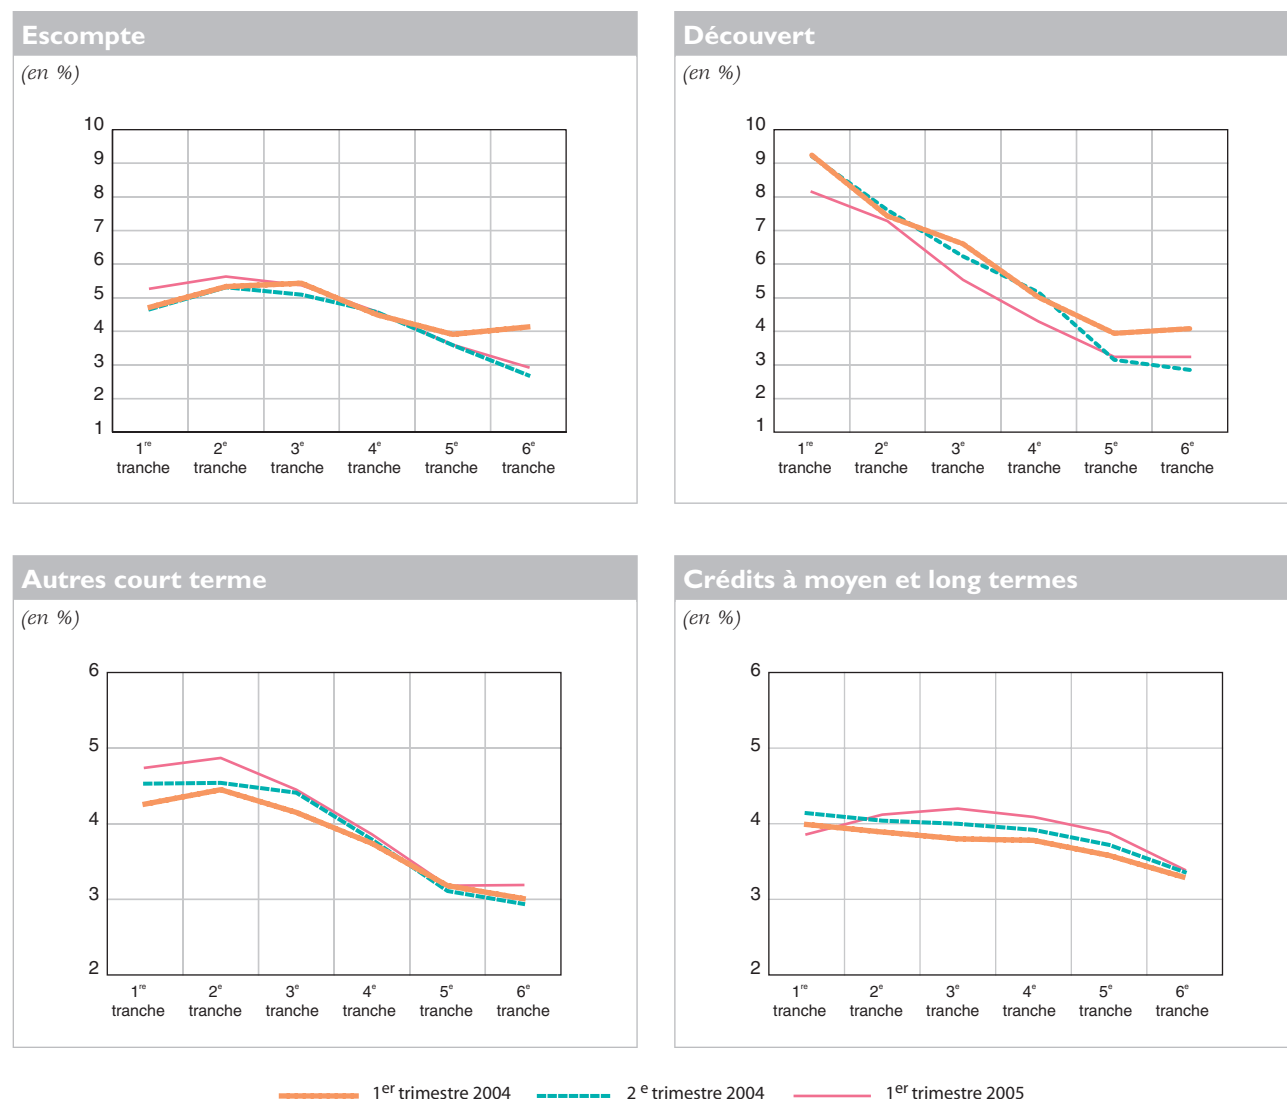 Escompte
(en %)
10
9
8
7
6
5
4
3
2
1
1re tranche
2e tranche
3e tranche
4e tranche
5e tranche
6e tranche
Découvert
(en %)
10
9
8
7
6
5
4
3
2
1
1re tranche
2e tranche
3e tranche
4e tranche
5e tranche
6e tranche
Autres court terme
(en %)
6
5
4
3
2
1re tranche
2e tranche
3e tranche
4e tranche
5e tranche
6e tranche
Crédits à moyen et long termes
(en %)
6
5
4
3
2
1re tranche
2e tranche
3e tranche
4e tranche
5e tranche
6e tranche
1er trimestre 2004
2 e trimestre 2004
1er trimestre 2005